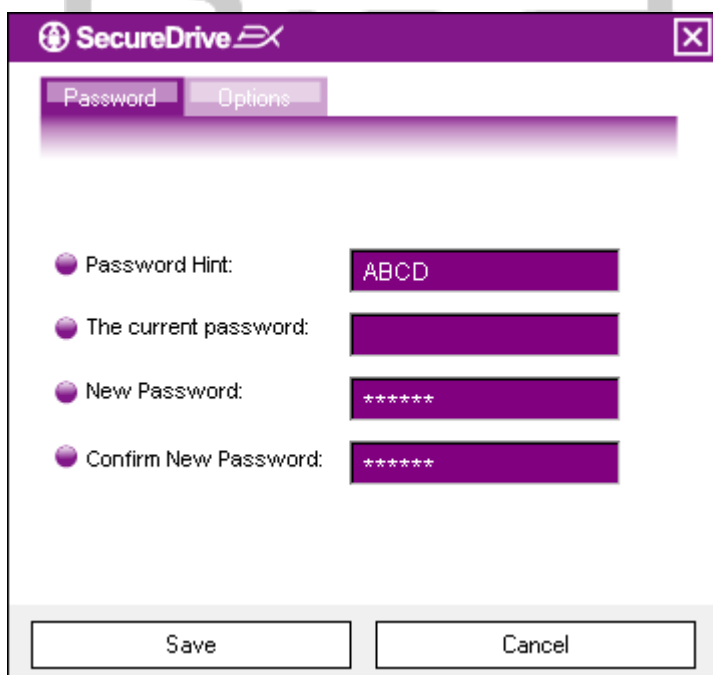 SecureDrive EX
Password Options
Password Hint: ABCD
The current password:
New Password: ******
Confirm New Password: ******
Save Cancel